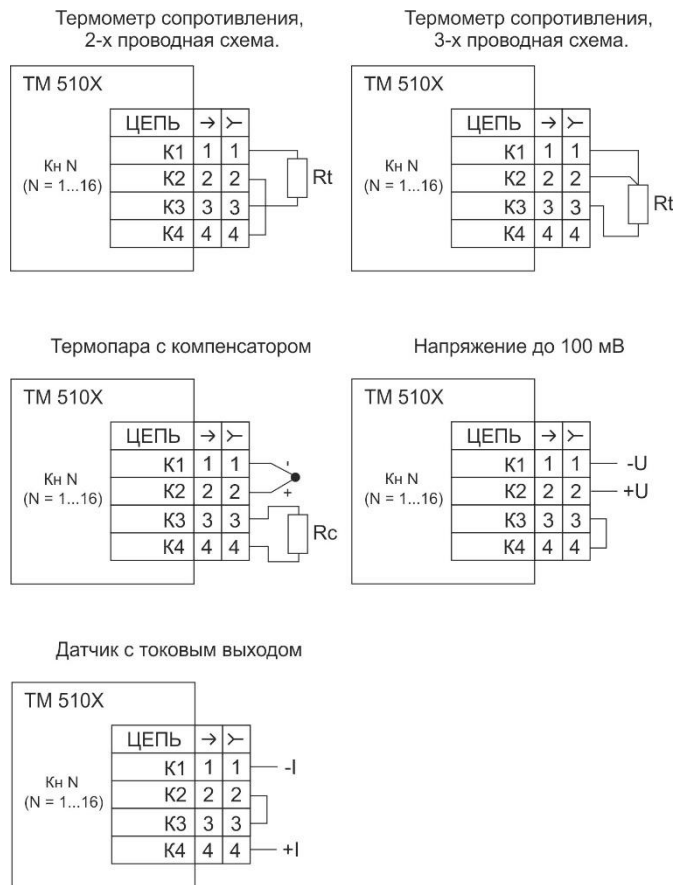 Термометр сопротивления,
2-х проводная схема.
ТМ 510X
ЦЕПЬ
Кн N
(N = 1...16)
К1 1 1
К2 2 2
К3 3 3
К4 4 4
Rt
Термометр сопротивления,
3-х проводная схема.
ТМ 510X
ЦЕПЬ
Кн N
(N = 1...16)
К1 1 1
К2 2 2
К3 3 3
К4 4 4
Rt
Термопара с компенсатором
ТМ 510X
ЦЕПЬ
Кн N
(N = 1...16)
К1 1 1 -
К2 2 2 +
К3 3 3
К4 4 4
Rc
Напряжение до 100 мВ
ТМ 510X
ЦЕПЬ
Кн N
(N = 1...16)
К1 1 1 -U
К2 2 2 +U
К3 3 3
К4 4 4
Датчик с токовым выходом
ТМ 510X
ЦЕПЬ
Кн N
(N = 1...16)
К1 1 1 -I
К2 2 2
К3 3 3
К4 4 4 +I